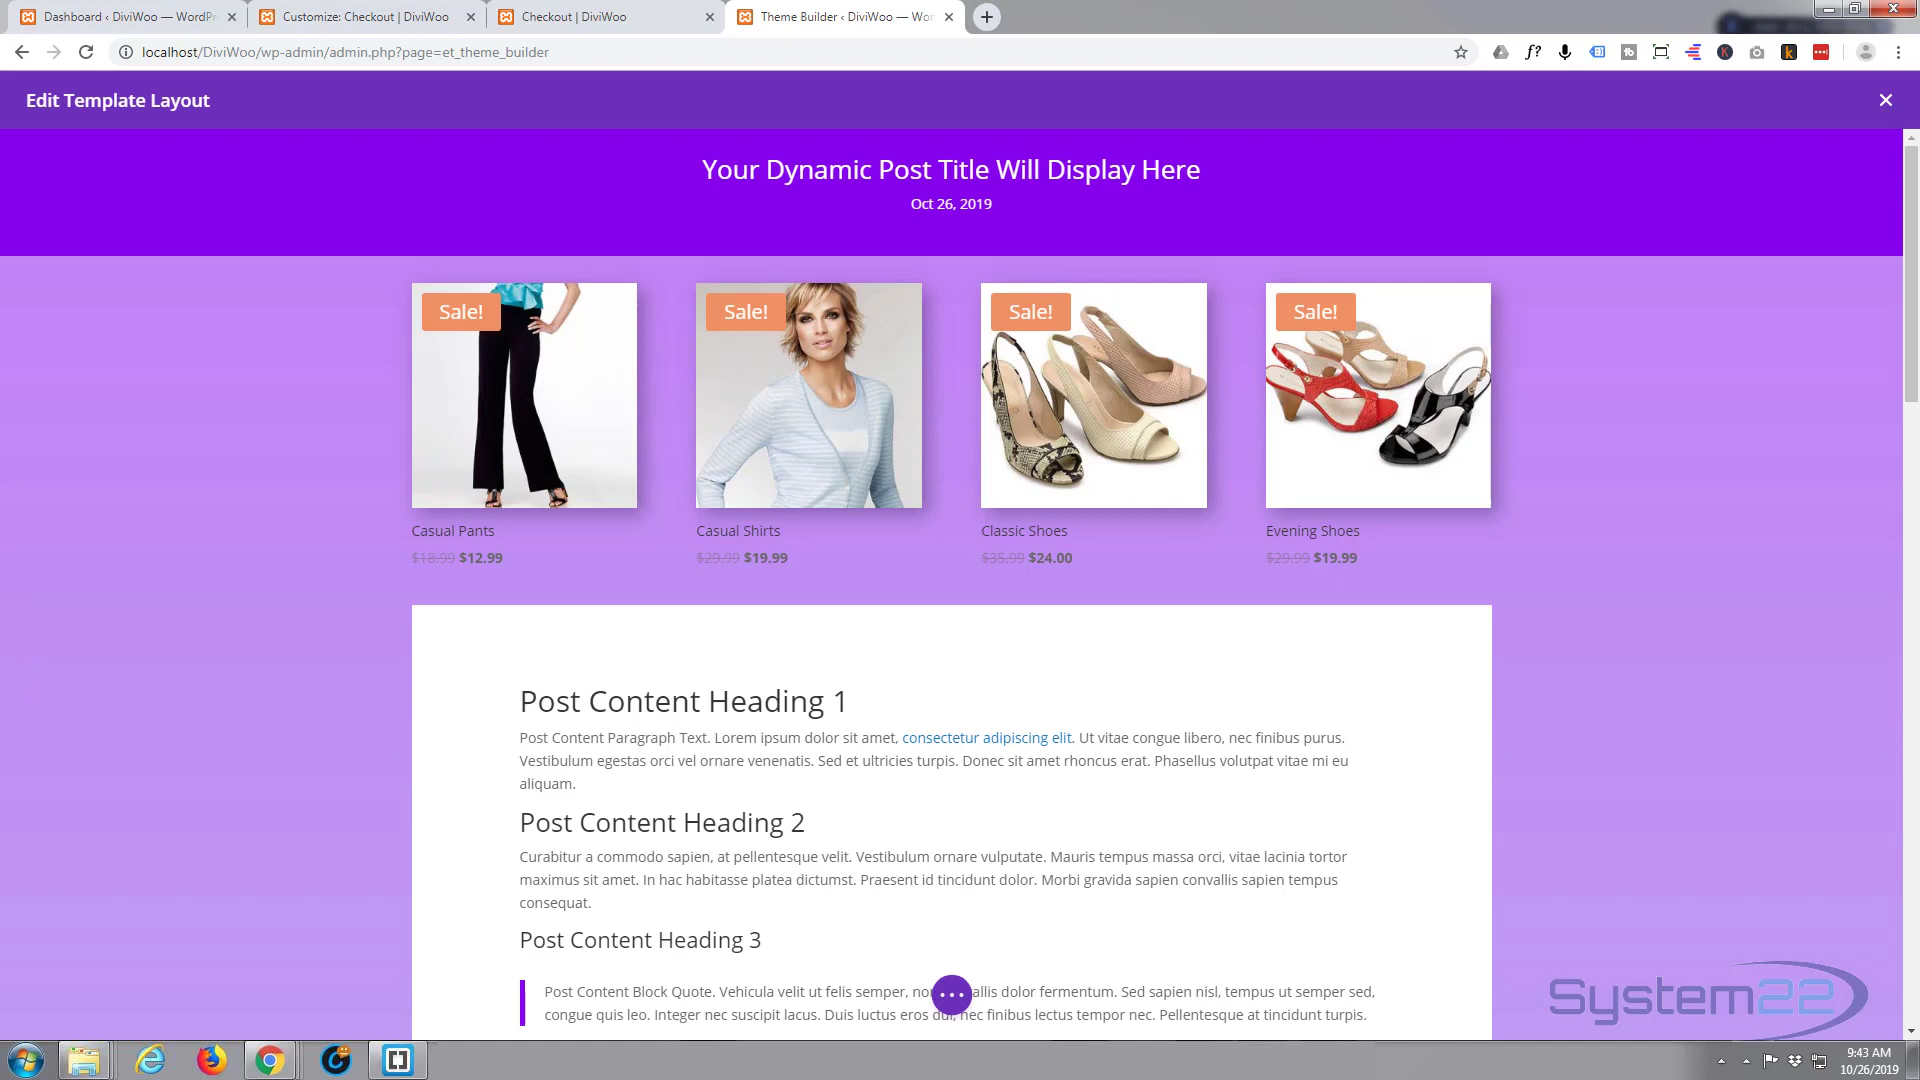 Dashboard ‹ DiviWoo — WordPr
Customize: Checkout | DiviWoo
Checkout | DiviWoo
Theme Builder ‹ DiviWoo — Wor
localhost/DiviWoo/wp-admin/admin.php?page=et_theme_builder
Edit Template Layout
Your Dynamic Post Title Will Display Here
Oct 26, 2019
Sale! Sale! Sale! Sale!
Casual Pants Casual Shirts Classic Shoes Evening Shoes
$18.99 $12.99 $29.99 $19.99 $35.99 $24.00 $29.99 $19.99
Post Content Heading 1
Post Content Paragraph Text. Lorem ipsum dolor sit amet, consectetur adipiscing elit. Ut vitae congue libero, nec finibus purus.
Vestibulum egestas orci vel ornare venenatis. Sed et ultricies turpis. Donec sit amet rhoncus erat. Phasellus volutpat vitae mi eu
aliquam.
Post Content Heading 2
Curabitur a commodo sapien, at pellentesque velit. Vestibulum ornare vulputate. Mauris tempus massa orci, vitae lacinia tortor
maximus sit amet. In hac habitasse platea dictumst. Praesent id tincidunt dolor. Morbi gravida sapien convallis sapien tempus
consequat.
Post Content Heading 3
Post Content Block Quote. Vehicula velit ut felis semper, no allis dolor fermentum. Sed sapien nisl, tempus ut semper sed,
congue quis leo. Integer nec suscipit lacus. Duis luctus eros dui, nec finibus lectus tempor nec. Pellentesque at tincidunt turpis.
System22
9:43 AM
10/26/2019